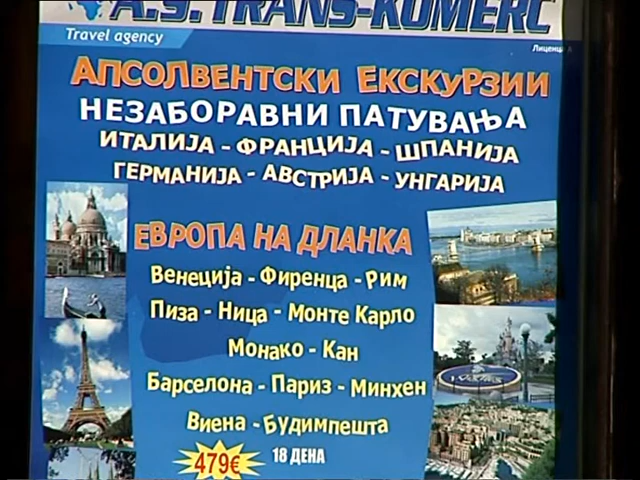 A.S. TRANS-KOMERC
Travel agency
Лиценца
АПСОЛВЕНТСКИ ЕКСКУРЗИИ
НЕЗАБОРАВНИ ПАТУВАЊА
ИТАЛИЈА - ФРАНЦИЈА - ШПАНИЈА
ГЕРМАНИЈА - АВСТРИЈА - УНГАРИЈА
ЕВРОПА НА ДЛАНКА
Венеција - Фиренца - Рим
Пиза - Ница - Монте Карло
Монако - Кан
Барселона - Париз - Минхен
Виена - Будимпешта
479€ 18 ДЕНА